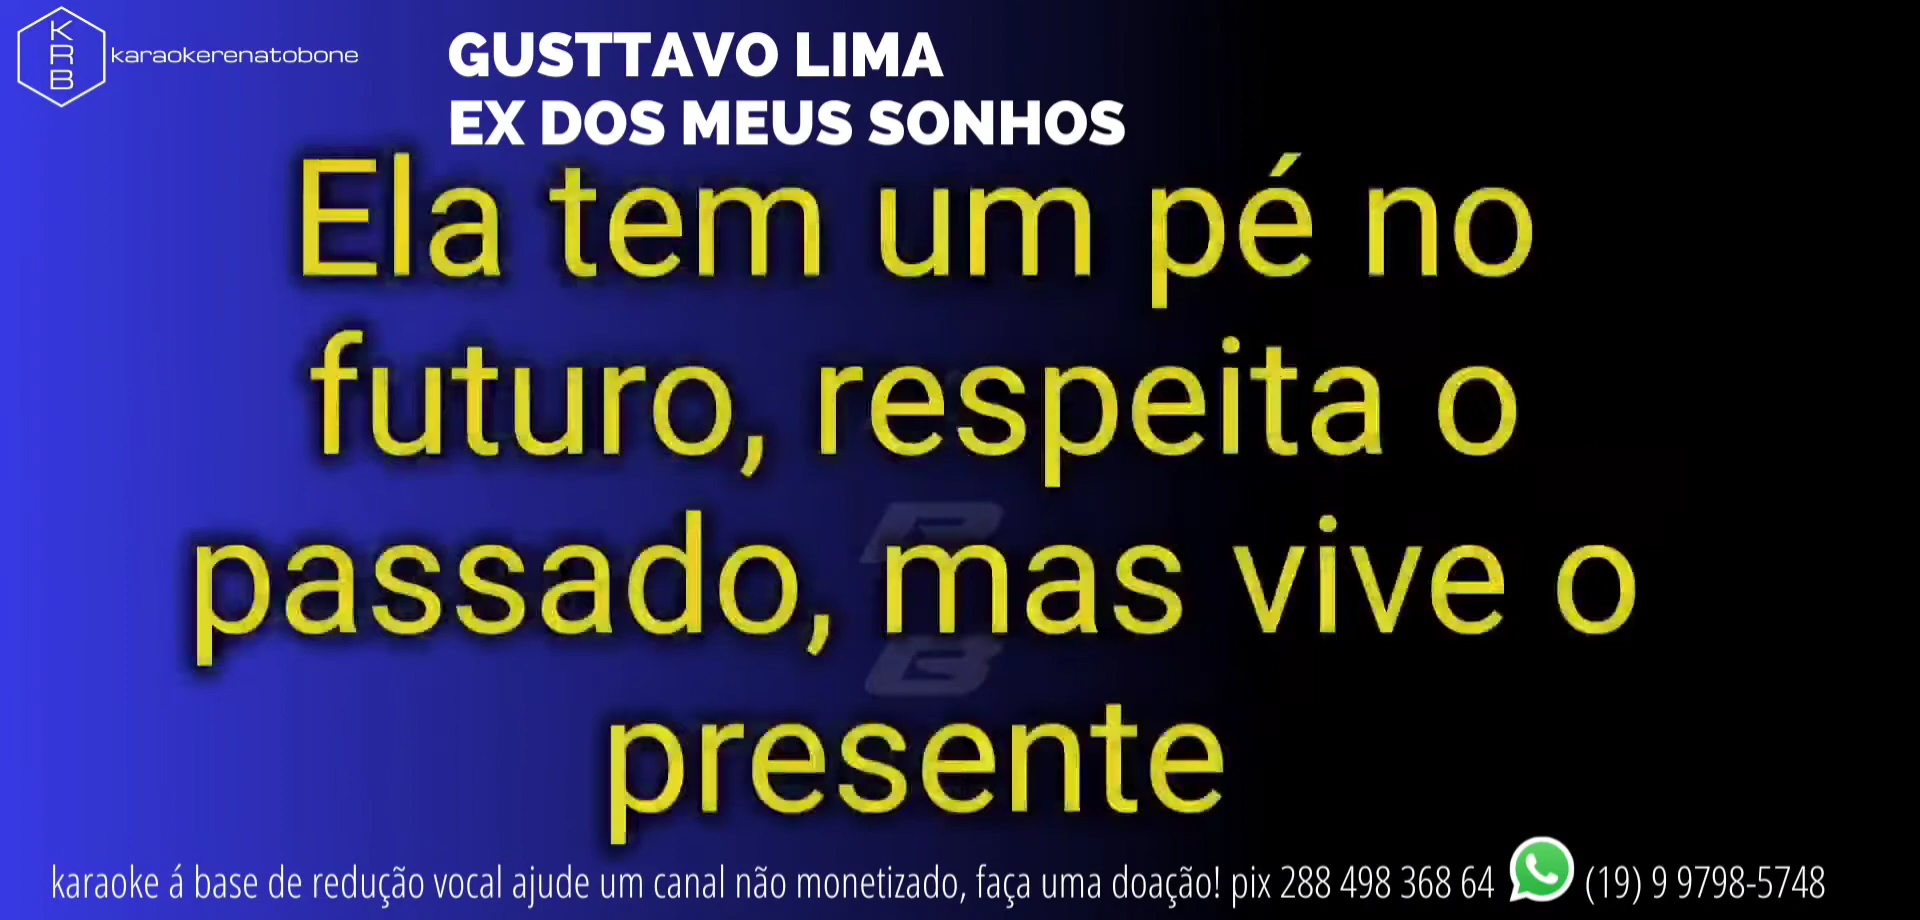 KRB
karaokerenatobone
GUSTTAVO LIMA
EX DOS MEUS SONHOS
Ela tem um pé no
futuro, respeita o
passado, mas vive o
presente
karaoke á base de redução vocal ajude um canal não monetizado, faça uma doação! pix 288 498 368 64 (19) 9 9798-5748